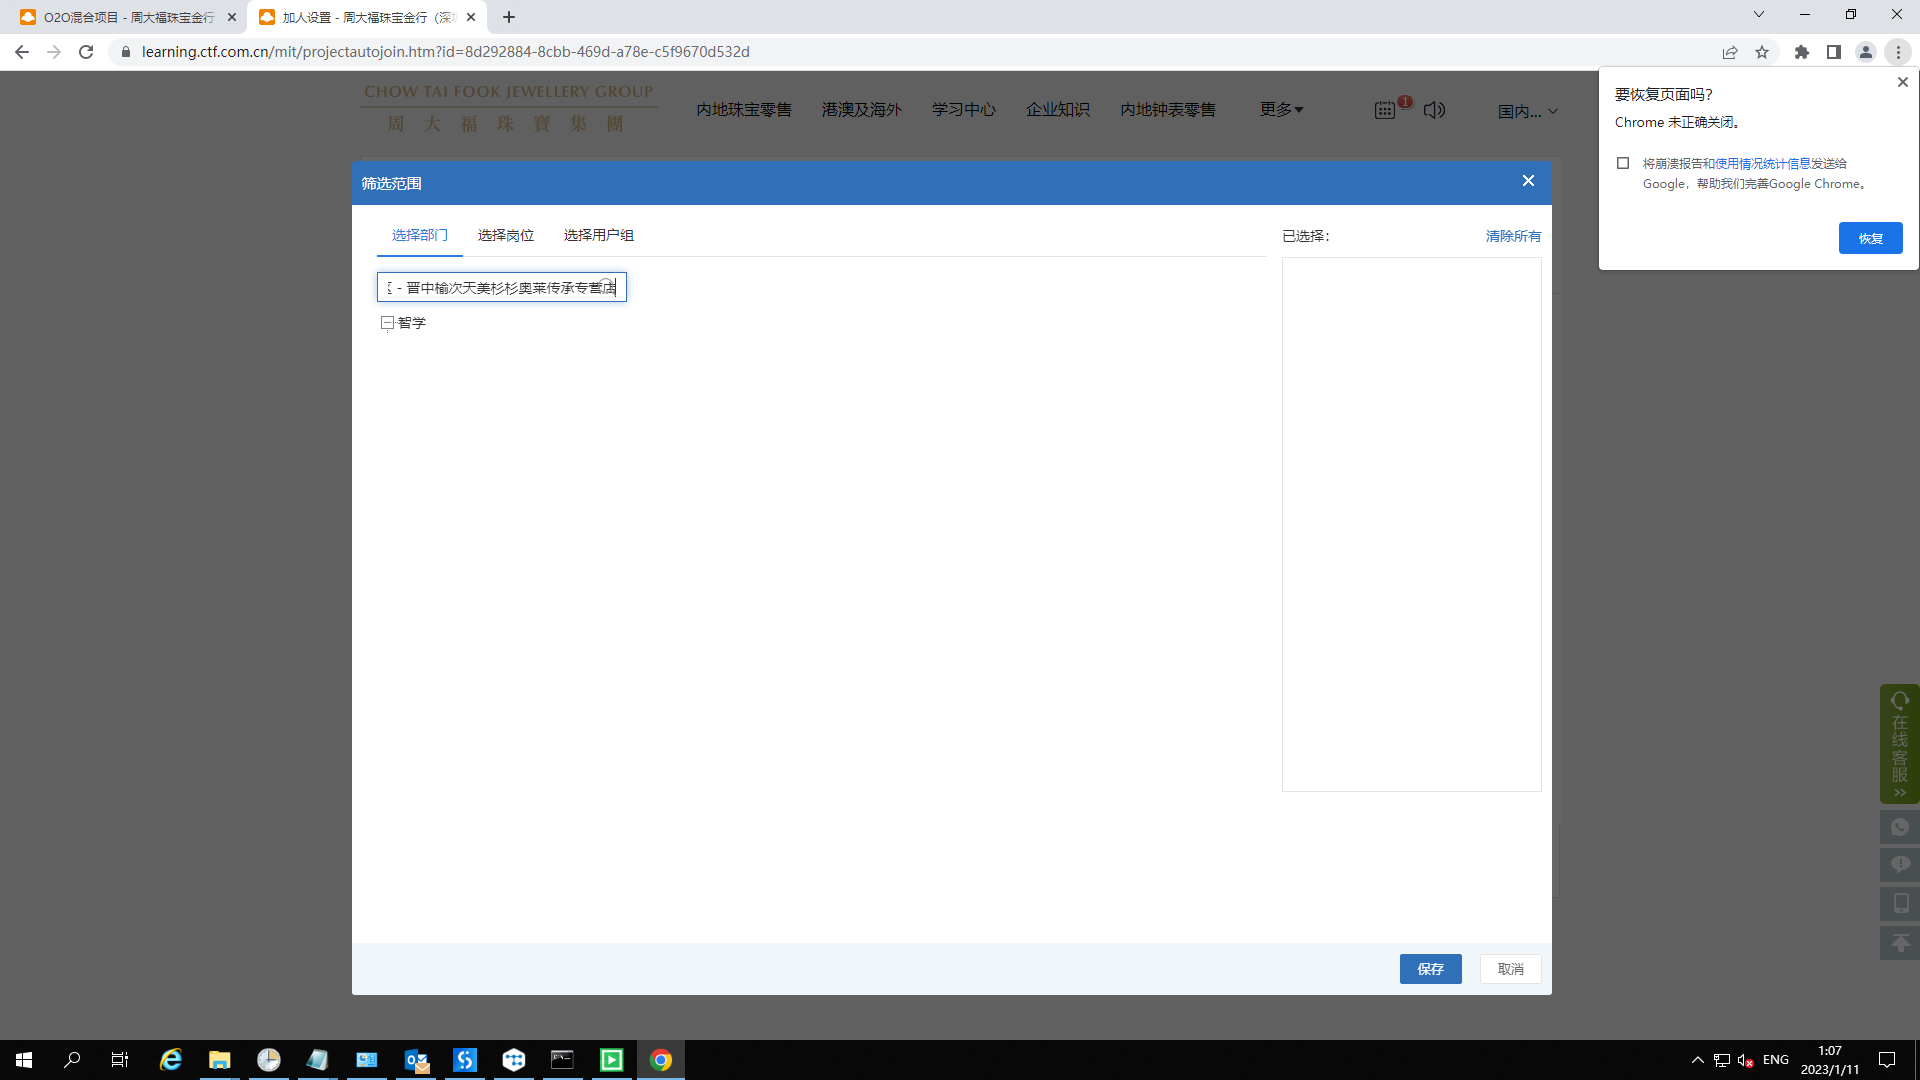 O2O混合项目 - 周大福珠宝金行
加人设置 - 周大福珠宝金行（深圳
learning.ctf.com.cn/mit/projectautojoin.htm?id=8d292884-8cbb-469d-a78e-c5f9670d532d
CHOW TAI FOOK JEWELLERY GROUP
周大福珠寶集團
内地珠宝零售
港澳及海外
学习中心
企业知识
内地钟表零售
更多
1
国内...
要恢复页面吗？
Chrome 未正确关闭。
将崩溃报告和使用情况统计信息发送给
Google，帮助我们完善Google Chrome。
恢复
筛选范围
选择部门
选择岗位
选择用户组
已选择：
清除所有
- 晋中榆次天美杉杉奥莱传承专营店
智学
在线客服
保存
取消
ENG
1:07
2023/1/11